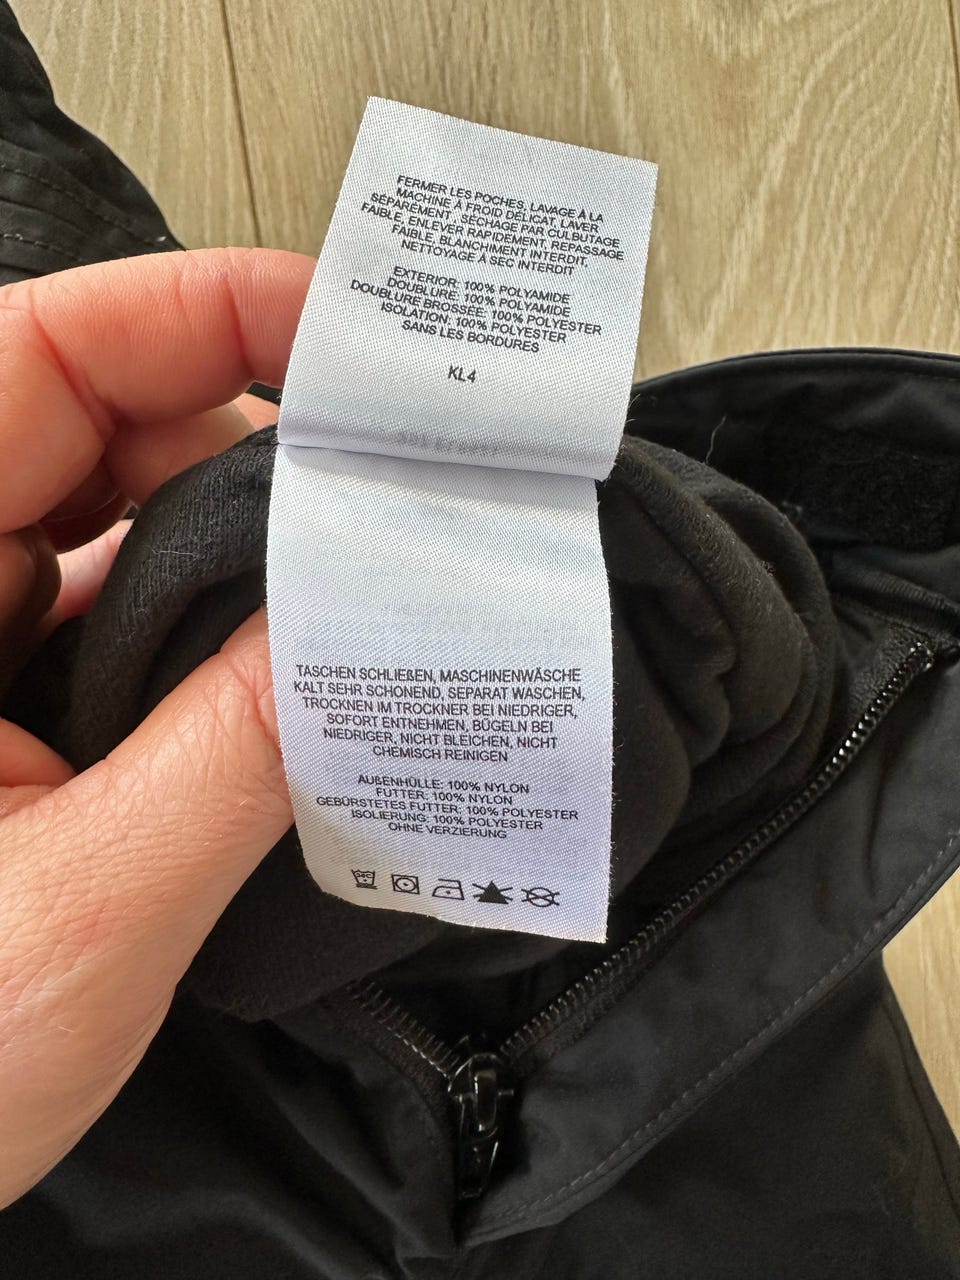 FERMER LES POCHES, LAVAGE À LA
MACHINE À FROID DÉLICAT, LAVER
SÉPARÉMENT, SÉCHAGE PAR CULBUTAGE
FAIBLE, ENLEVER RAPIDEMENT, REPASSAGE
FAIBLE, BLANCHIMENT INTERDIT,
NETTOYAGE À SEC INTERDIT
EXTERIOR: 100% POLYAMIDE
DOUBLURE: 100% POLYAMIDE
DOUBLURE BROSSÉE: 100% POLYESTER
ISOLATION: 100% POLYESTER
SANS LES BORDURES
KL4
TASCHEN SCHLIEßEN, MASCHINENWÄSCHE
KALT SEHR SCHONEND, SEPARAT WASCHEN,
TROCKNEN IM TROCKNER BEI NIEDRIGER,
SOFORT ENTNEHMEN, BÜGELN BEI
NIEDRIGER, NICHT BLEICHEN, NICHT
CHEMISCH REINIGEN
AUßENHÜLLE: 100% NYLON
FUTTER: 100% NYLON
GEBÜRSTETES FUTTER: 100% POLYESTER
ISOLIERUNG: 100% POLYESTER
OHNE VERZIERUNG